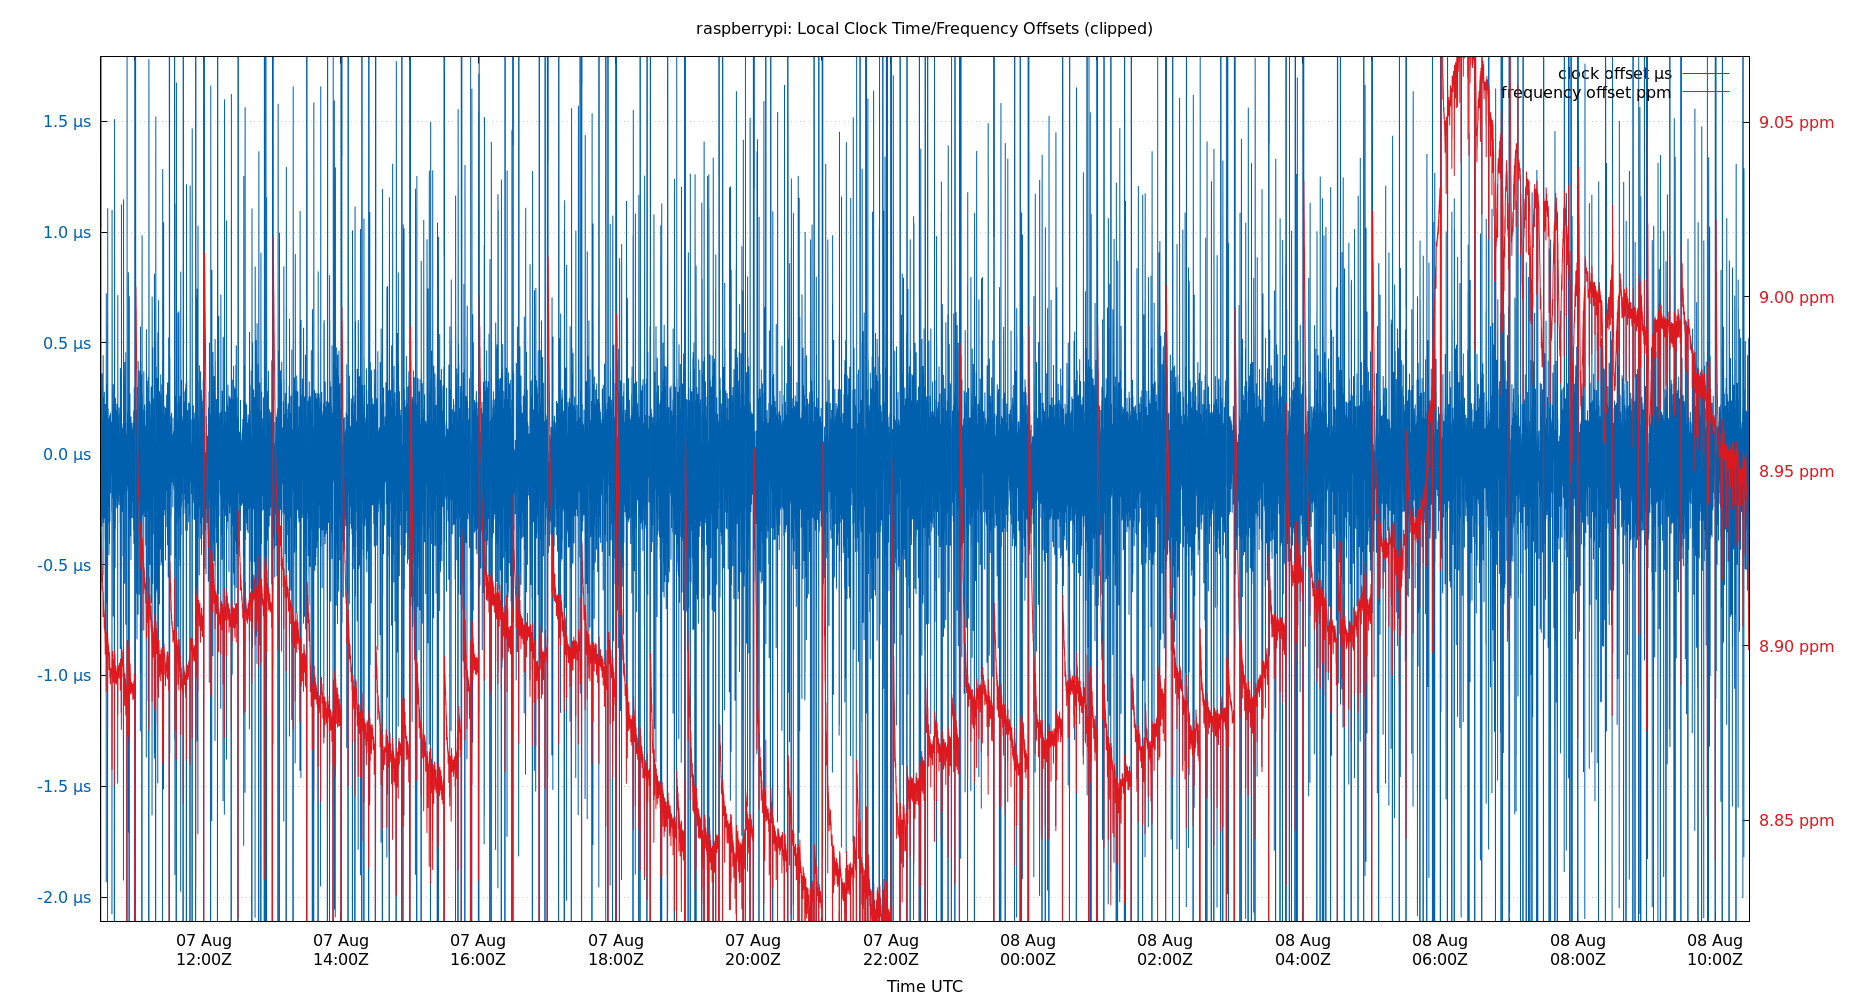 raspberrypi: Local Clock Time/Frequency Offsets (clipped)
clock offset µs
frequency offset ppm
1.5 µs
1.0 µs
0.5 µs
0.0 µs
-0.5 µs
-1.0 µs
-1.5 µs
-2.0 µs
9.05 ppm
9.00 ppm
8.95 ppm
8.90 ppm
8.85 ppm
07 Aug
12:00Z
07 Aug
14:00Z
07 Aug
16:00Z
07 Aug
18:00Z
07 Aug
20:00Z
07 Aug
22:00Z
08 Aug
00:00Z
08 Aug
02:00Z
08 Aug
04:00Z
08 Aug
06:00Z
08 Aug
08:00Z
08 Aug
10:00Z
Time UTC